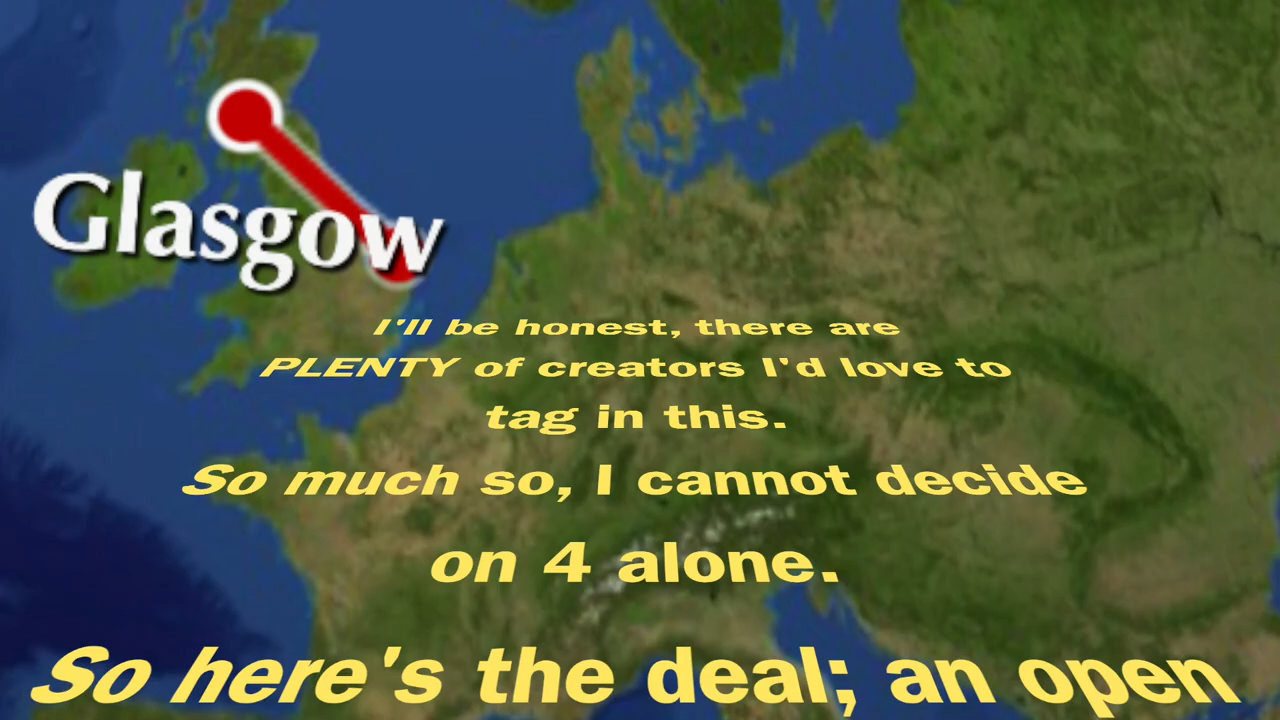 Glasgow
I'll be honest, there are
PLENTY of creators I'd love to
tag in this.
So much so, I cannot decide
on 4 alone.
So here's the deal; an open